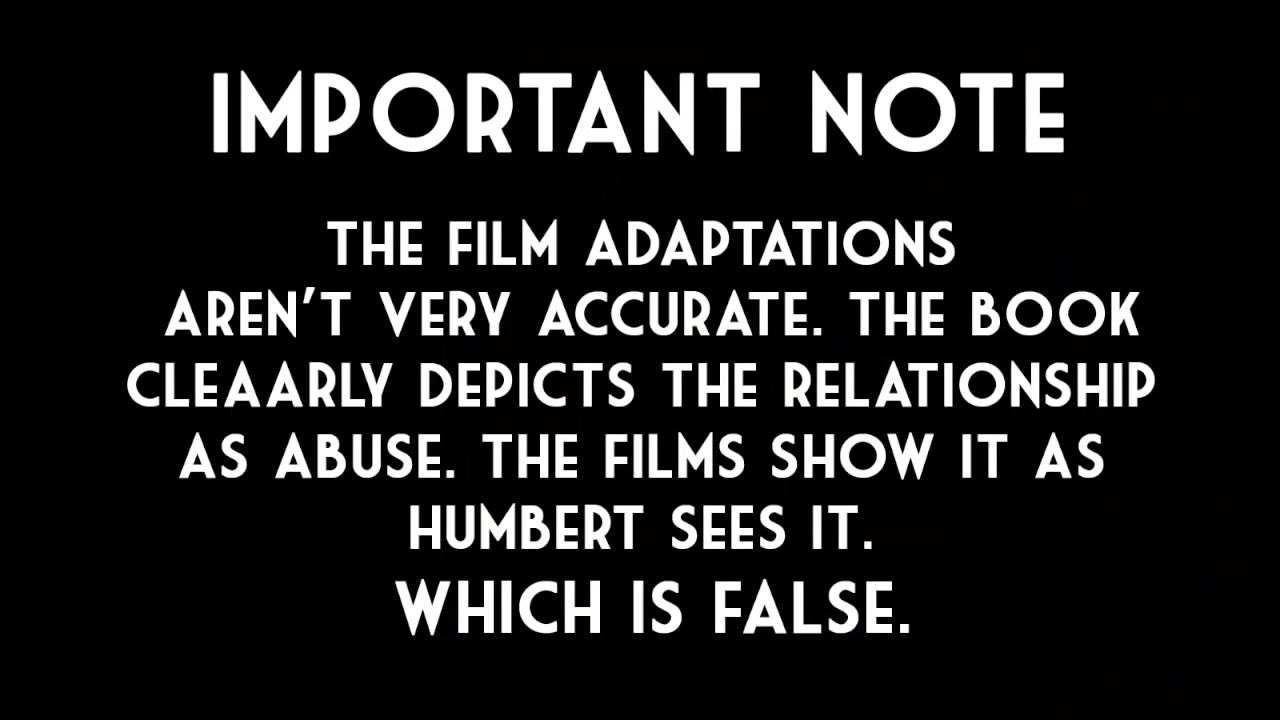 IMPORTANT NOTE
THE FILM ADAPTATIONS
AREN'T VERY ACCURATE. THE BOOK
CLEAARLY DEPICTS THE RELATIONSHIP
AS ABUSE. THE FILMS SHOW IT AS
HUMBERT SEES IT.
WHICH IS FALSE.